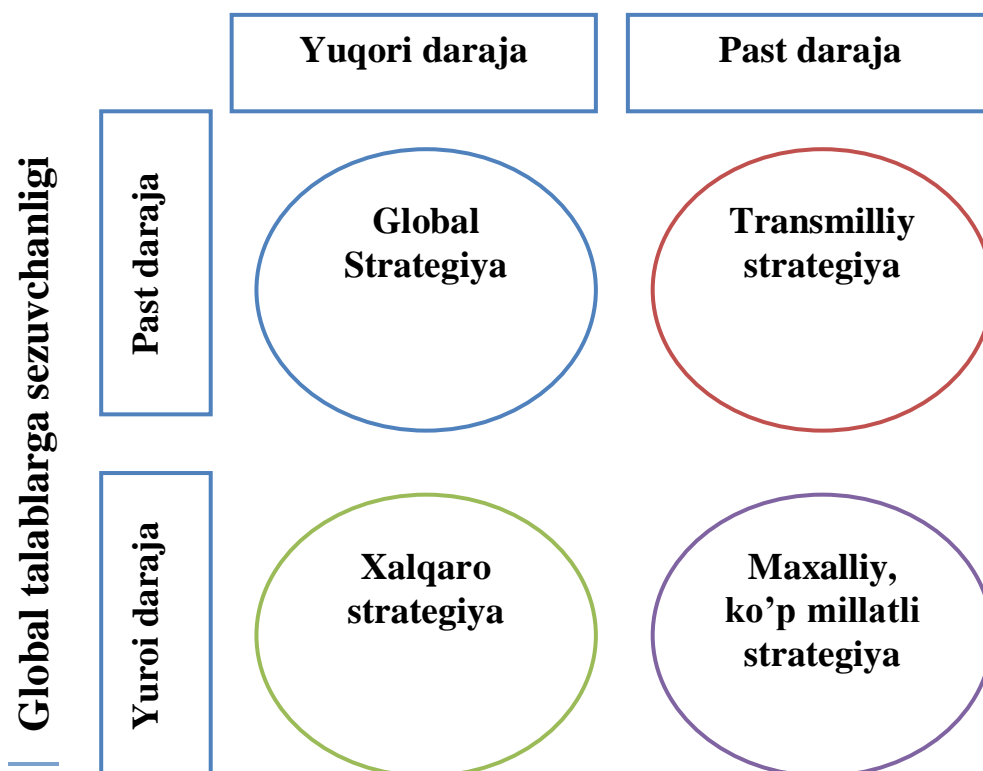 Yuqori daraja
Past daraja
Global talablarga sezuvchanligi
Past daraja
Global
Strategiya
Transmilliy
strategiya
Yuroi daraja
Xalqaro
strategiya
Maxalliy,
ko’p millatli
strategiya